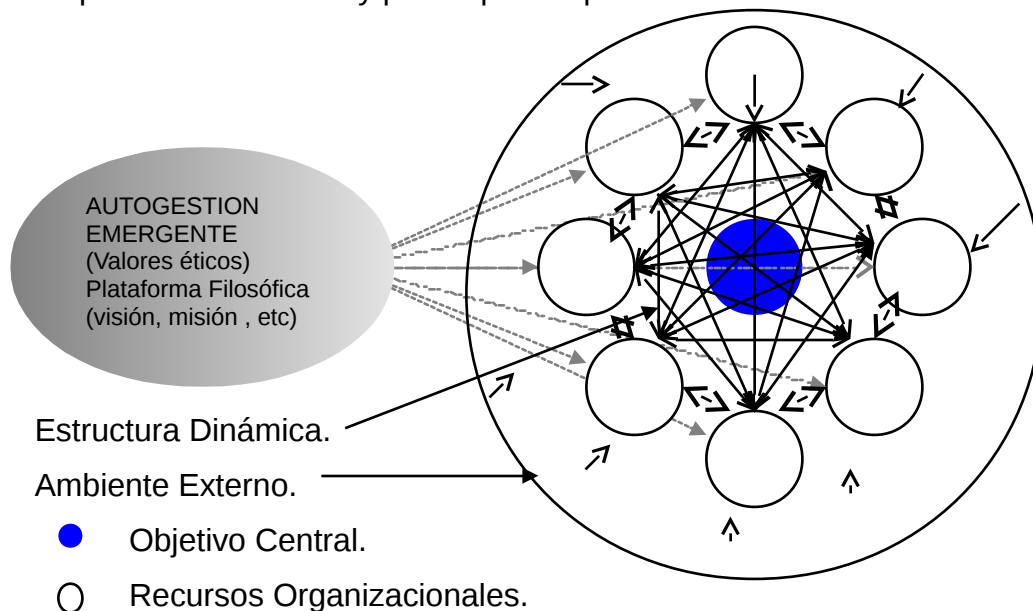 AUTOGESTION
EMERGENTE
(Valores éticos)
Plataforma Filosófica
(visión, misión , etc)
Estructura Dinámica.
Ambiente Externo.
Objetivo Central.
Recursos Organizacionales.